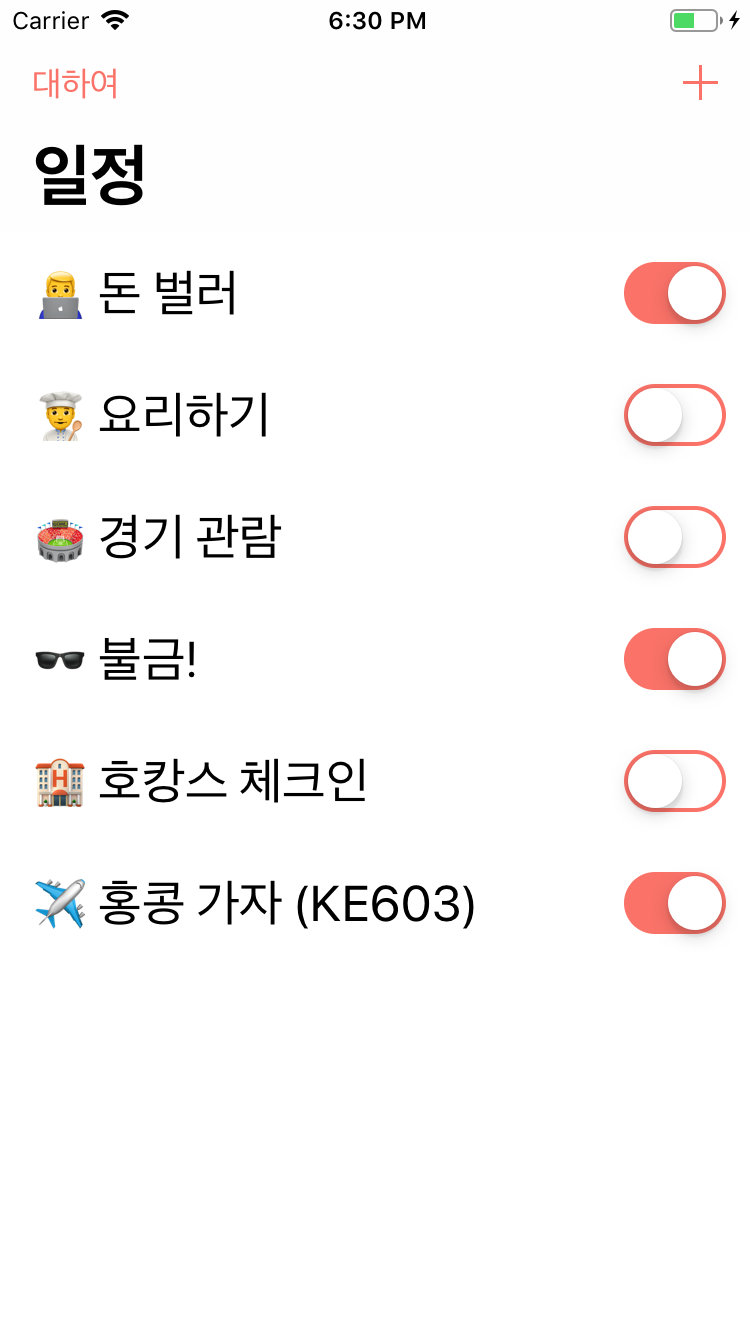 Carrier 6:30 PM
대하여
일정
👨‍💻 돈 벌러
👨‍🍳 요리하기
🏟 경기 관람
🕶 불금!
🏨 호캉스 체크인
✈️ 홍콩 가자 (KE603)